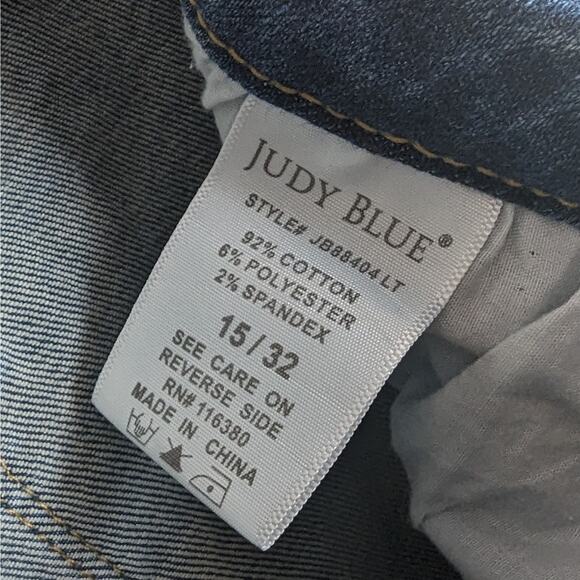 JUDY BLUE®
STYLE# JB88404 LT
92% COTTON
6% POLYESTER
2% SPANDEX
15 / 32
SEE CARE ON
REVERSE SIDE
RN# 116380
MADE IN CHINA